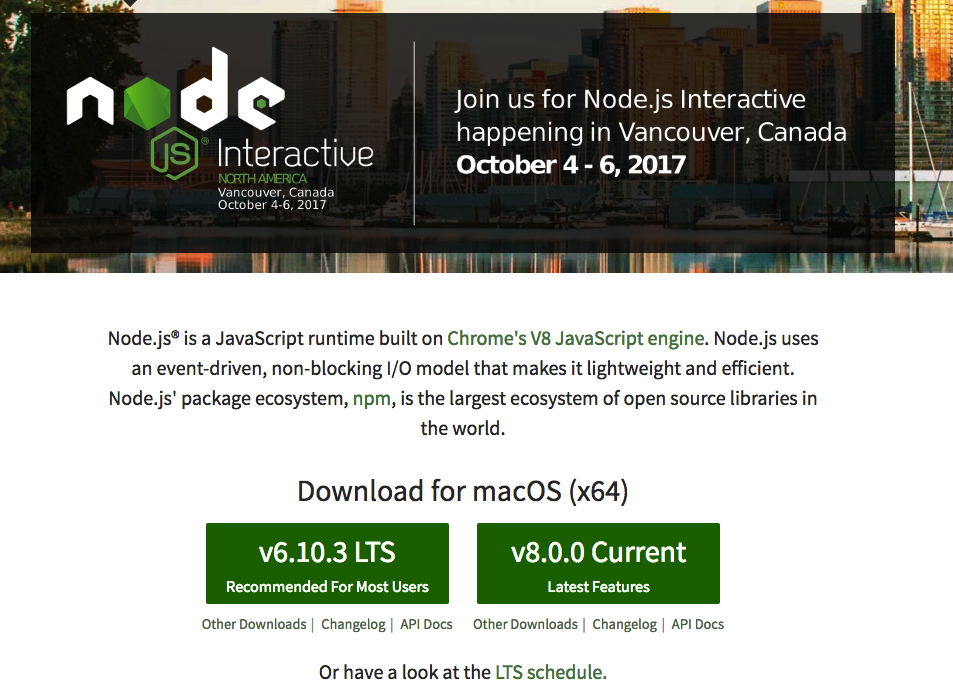 node
JS® Interactive
NORTH AMERICA
Vancouver, Canada
October 4-6, 2017
Join us for Node.js Interactive
happening in Vancouver, Canada
October 4 - 6, 2017
Node.js® is a JavaScript runtime built on Chrome's V8 JavaScript engine. Node.js uses
an event-driven, non-blocking I/O model that makes it lightweight and efficient.
Node.js' package ecosystem, npm, is the largest ecosystem of open source libraries in
the world.
Download for macOS (x64)
v6.10.3 LTS
Recommended For Most Users
v8.0.0 Current
Latest Features
Other Downloads | Changelog | API Docs
Other Downloads | Changelog | API Docs
Or have a look at the LTS schedule.